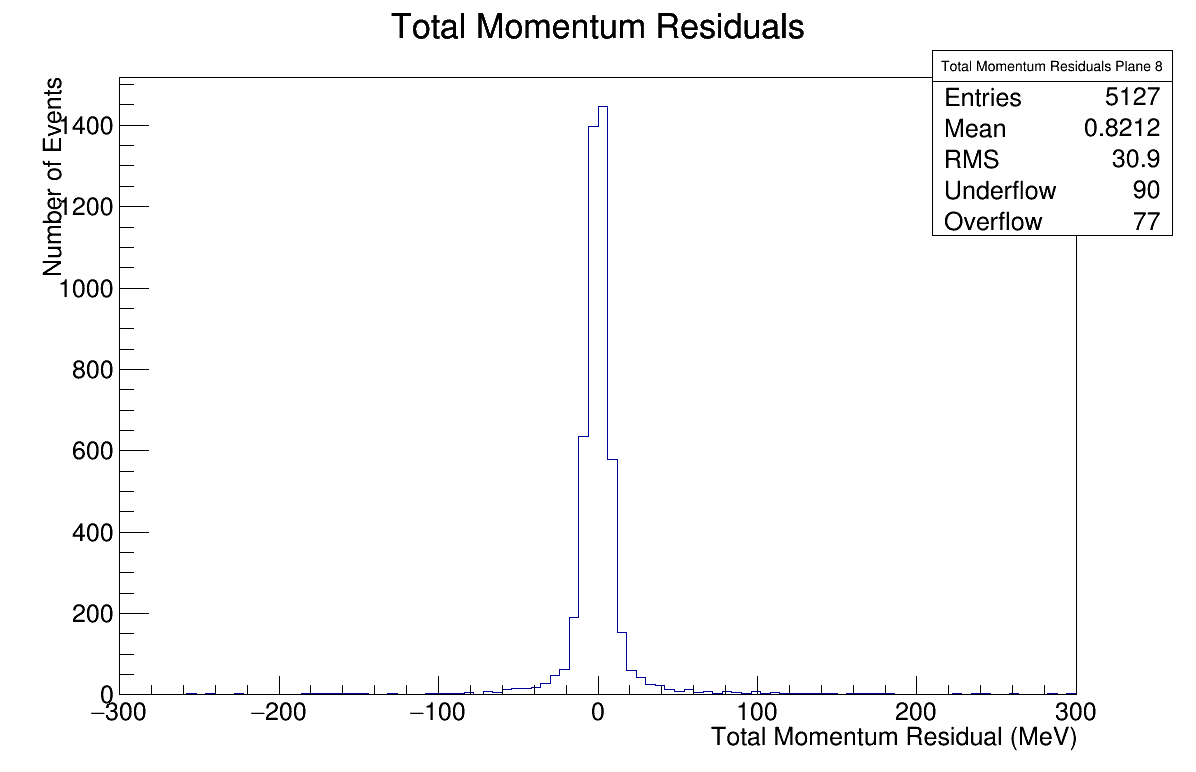 Total Momentum Residuals
Total Momentum Residuals Plane 8
Entries 5127
Mean 0.8212
RMS 30.9
Underflow 90
Overflow 77
Number of Events
1400
1200
1000
800
600
400
200
0
−300 −200 −100 0 100 200 300
Total Momentum Residual (MeV)